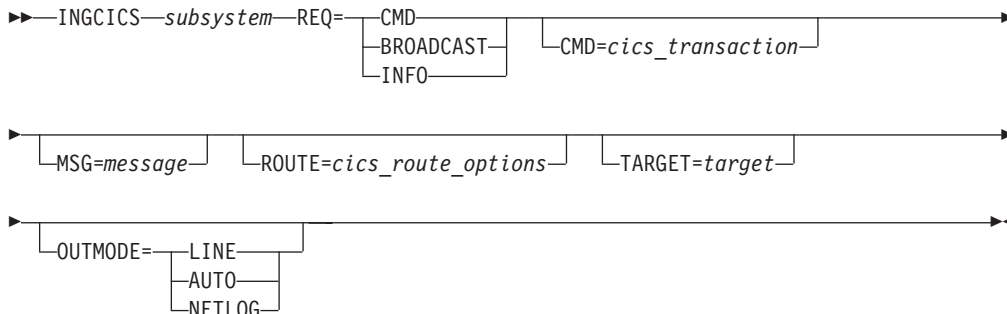 INGCICS subsystem REQ= CMD
BROADCAST
INFO
CMD=cics_transaction
MSG=message
ROUTE=cics_route_options
TARGET=target
OUTMODE= LINE
AUTO
NETLOG